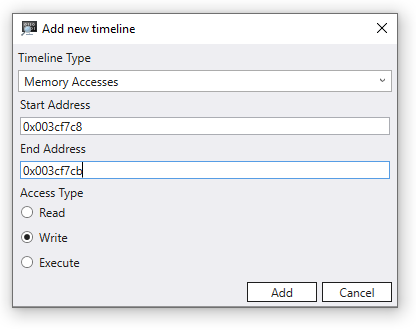 Add new timeline
Timeline Type
Memory Accesses
Start Address
0x003cf7c8
End Address
0x003cf7cb
Access Type
Read
Write
Execute
Add Cancel